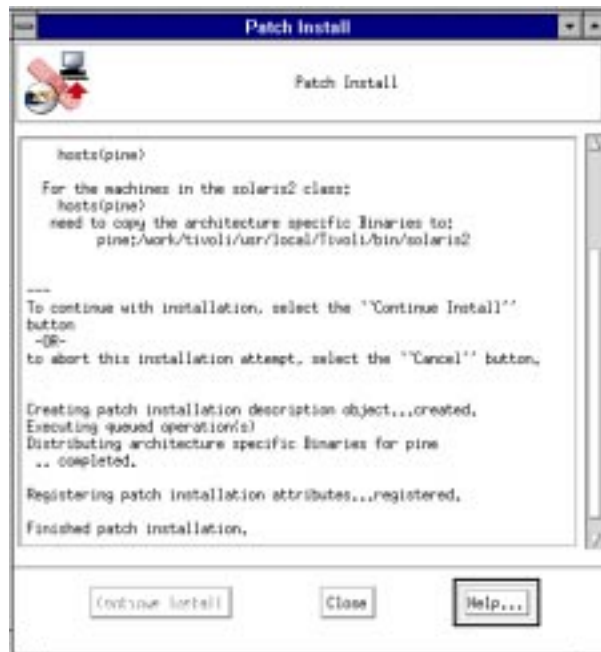 Patch Install
Patch Install
hosts(pine)
For the machines in the solaris2 class:
hosts(pine)
need to copy the architecture specific Binaries to:
pine:/work/tivoli/usr/local/Tivoli/bin/solaris2
---
To continue with installation, select the ``Continue Install''
button
-OR-
to abort this installation attempt, select the ``Cancel'' button.
Creating patch installation description object...created.
Executing queued operation(s)
Distributing architecture specific Binaries for pine
.. completed.
Registering patch installation attributes...registered.
Finished patch installation.
Continue Install
Close
Help...